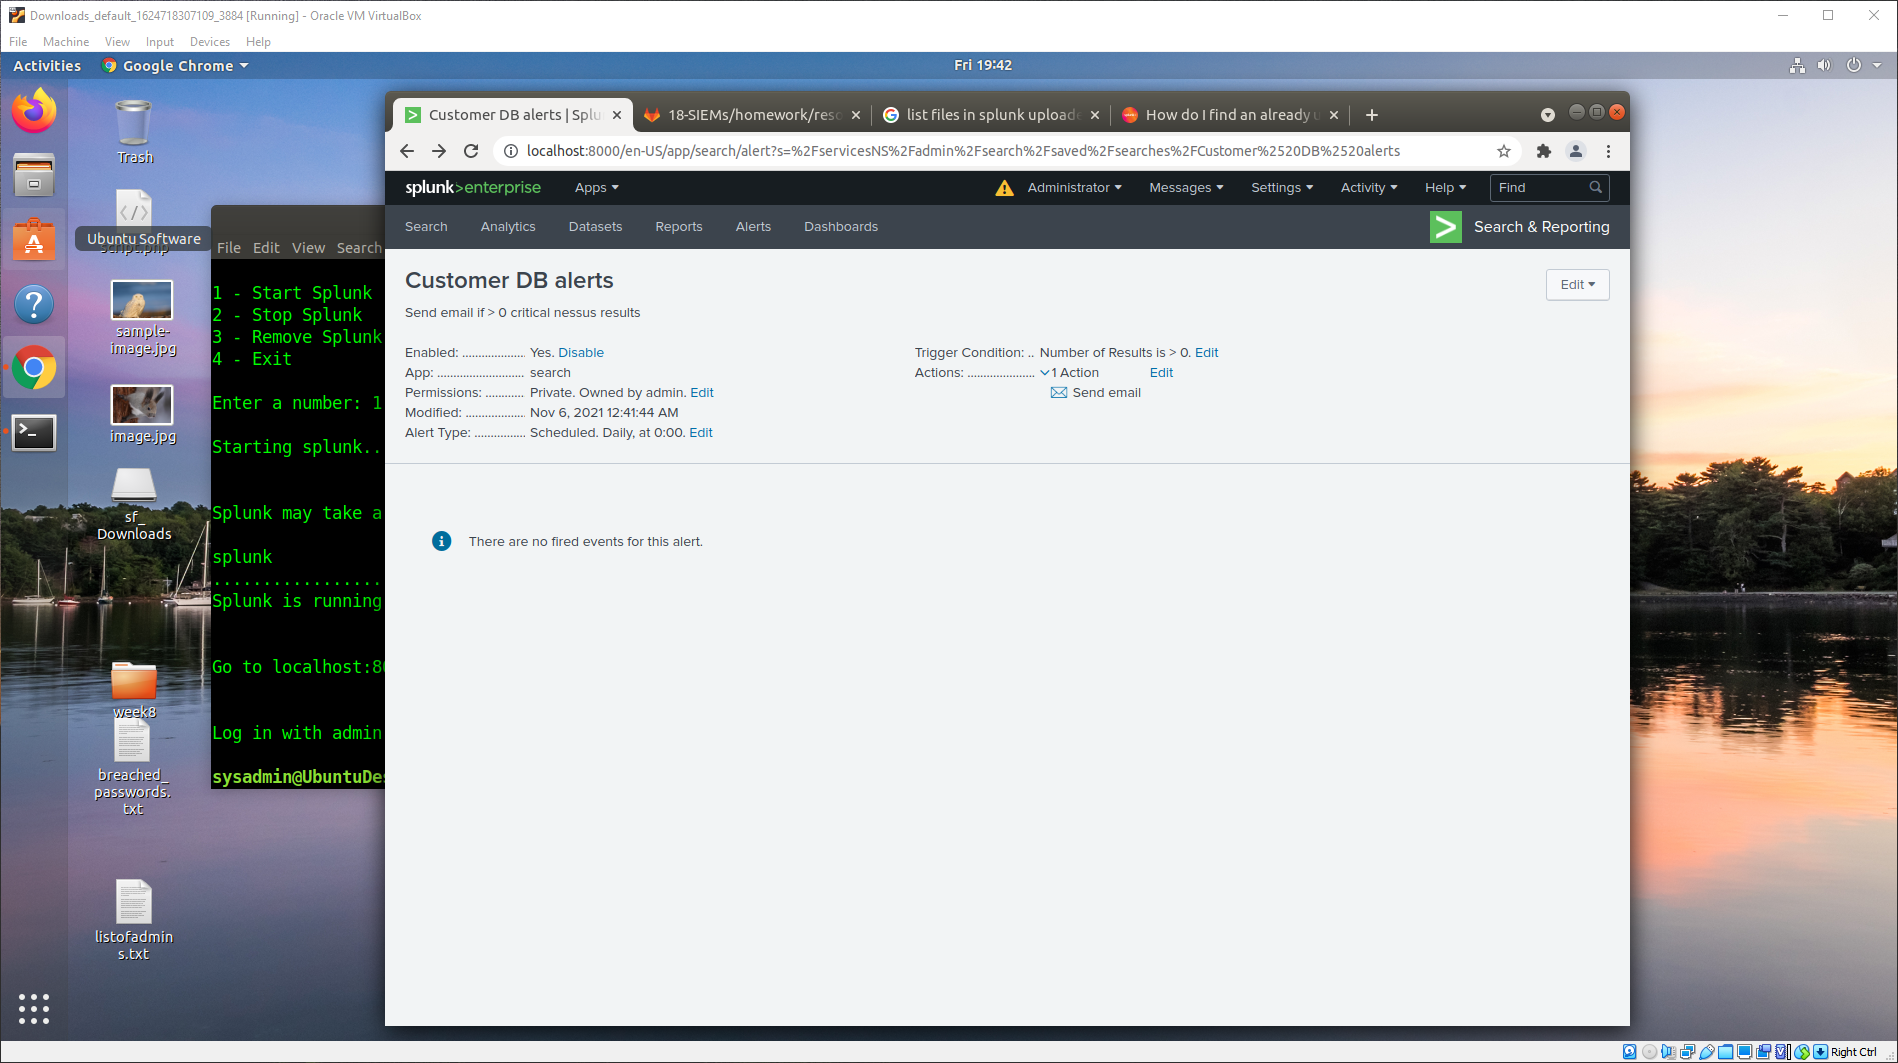 Downloads_default_1624718307109_3884 [Running] - Oracle VM VirtualBox
File Machine View Input Devices Help
Activities Google Chrome Fri 19:42
Customer DB alerts | Splu 18-SIEMs/homework/reso list files in splunk uploade How do I find an already u
localhost:8000/en-US/app/search/alert?s=%2FservicesNS%2Fadmin%2Fsearch%2Fsaved%2Fsearches%2FCustomer%2520DB%2520alerts
splunk>enterprise Apps Administrator Messages Settings Activity Help Find
Search Analytics Datasets Reports Alerts Dashboards Search & Reporting
Customer DB alerts
Edit
Send email if > 0 critical nessus results
Enabled: ................... Yes. Disable
App: ........................... search
Permissions: ............ Private. Owned by admin. Edit
Modified: ................... Nov 6, 2021 12:41:44 AM
Alert Type: ................ Scheduled. Daily, at 0:00. Edit
Trigger Condition: .. Number of Results is > 0. Edit
Actions: ..................... 1 Action Edit
Send email
There are no fired events for this alert.
Trash
Ubuntu Software
sample-
image.jpg
image.jpg
sf_
Downloads
week8
breached_
passwords.
txt
listofadmin
s.txt
File Edit View Search
1 - Start Splunk
2 - Stop Splunk
3 - Remove Splunk
4 - Exit
Enter a number: 1
Starting splunk..
Splunk may take a
splunk
.................
Splunk is running
Go to localhost:80
Log in with admin
sysadmin@UbuntuDes
Right Ctrl